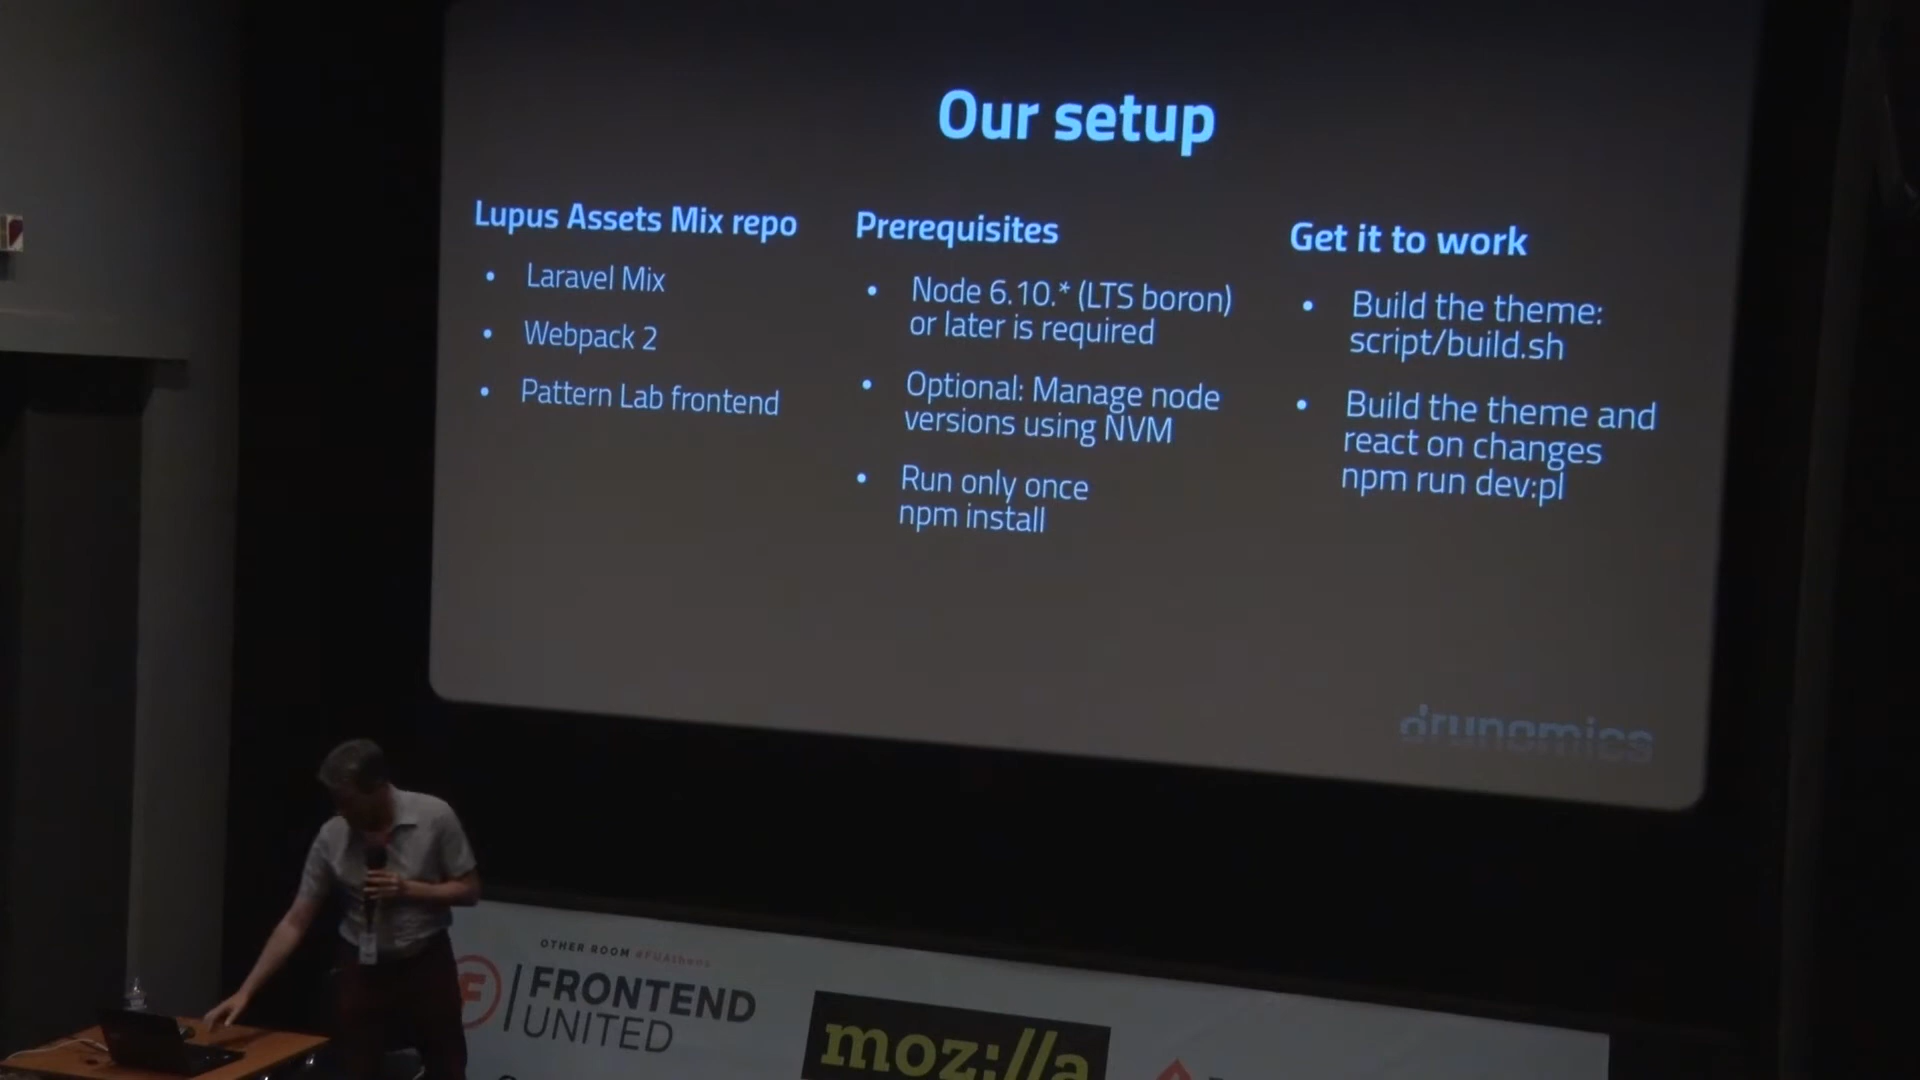 Our setup
Lupus Assets Mix repo
• Laravel Mix
• Webpack 2
• Pattern Lab frontend
Prerequisites
• Node 6.10.* (LTS boron)
or later is required
• Optional: Manage node
versions using NVM
• Run only once
npm install
Get it to work
• Build the theme:
script/build.sh
• Build the theme and
react on changes
npm run dev:pl
drunomics
OTHER ROOM #FUAthens
FRONTEND
UNITED
moz://a